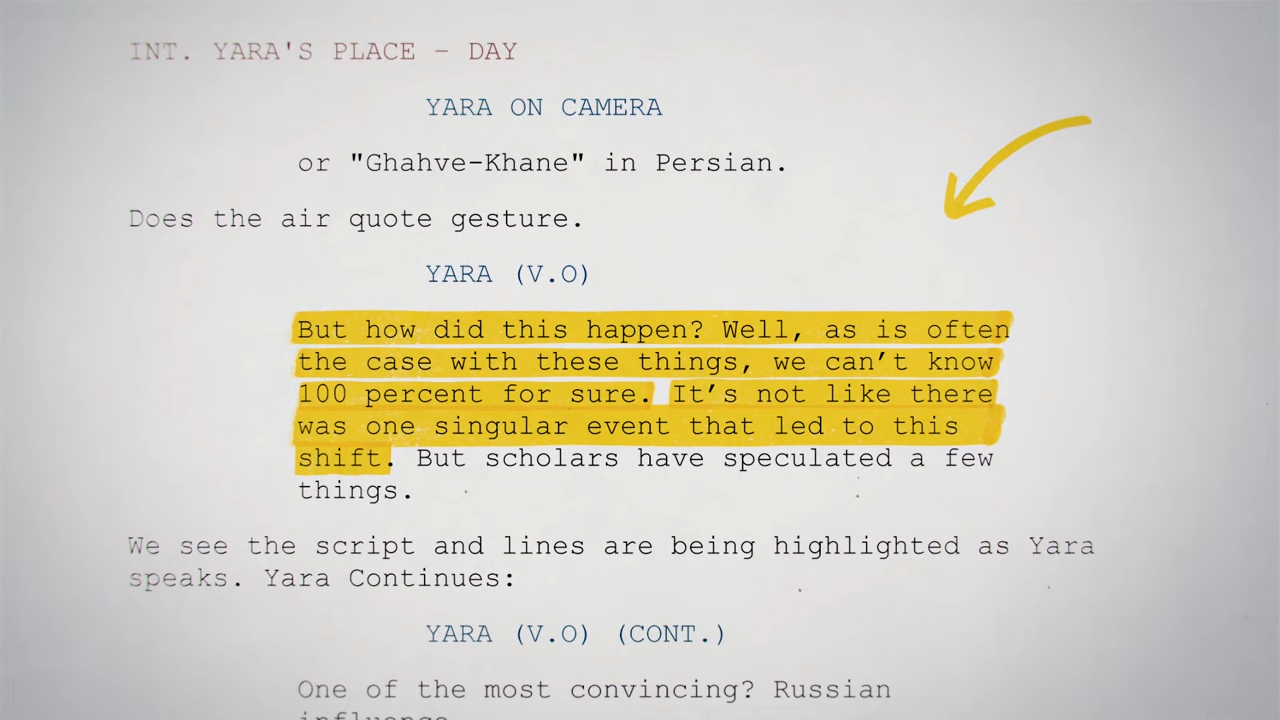 INT. YARA'S PLACE – DAY
YARA ON CAMERA
or "Ghahve-Khane" in Persian.
Does the air quote gesture.
YARA (V.O)
But how did this happen? Well, as is often
the case with these things, we can’t know
100 percent for sure. It’s not like there
was one singular event that led to this
shift. But scholars have speculated a few
things.
We see the script and lines are being highlighted as Yara
speaks. Yara Continues:
YARA (V.O) (CONT.)
One of the most convincing? Russian
influence.